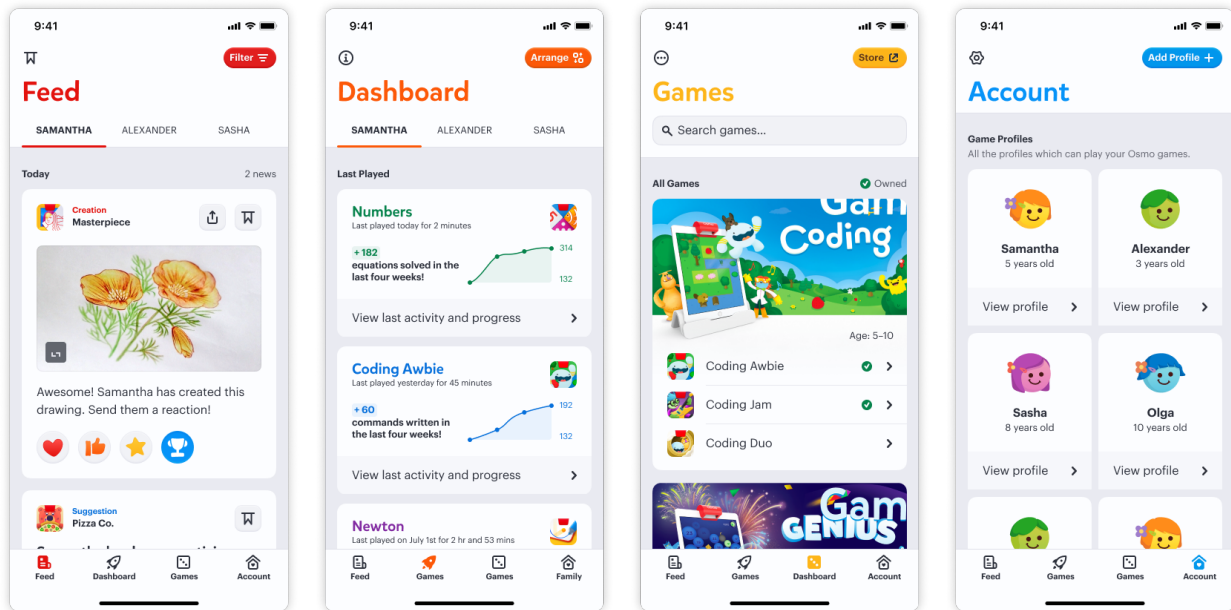 9:41
Filter
Feed
SAMANTHA ALEXANDER SASHA
Today 2 news
Creation
Masterpiece
Awesome! Samantha has created this
drawing. Send them a reaction!
Suggestion
Pizza Co.
Feed Dashboard Games Account
9:41
Arrange
Dashboard
SAMANTHA ALEXANDER SASHA
Last Played
Numbers
Last played today for 2 minutes
+ 182
equations solved in the
last four weeks!
314
132
View last activity and progress
Coding Awbie
Last played yesterday for 45 minutes
+ 60
commands written in
the last four weeks!
192
132
View last activity and progress
Newton
Last played on July 1st for 2 hr and 53 mins
Feed Games Games Family
9:41
Store
Games
Search games...
All Games Owned
Gam
Coding
Age: 5–10
Coding Awbie
Coding Jam
Coding Duo
Gam
GENIUS
Feed Games Dashboard Account
9:41
Add Profile +
Account
Game Profiles
All the profiles which can play your Osmo games.
Samantha
5 years old
View profile
Alexander
3 years old
View profile
Sasha
8 years old
View profile
Olga
10 years old
View profile
Feed Games Games Account